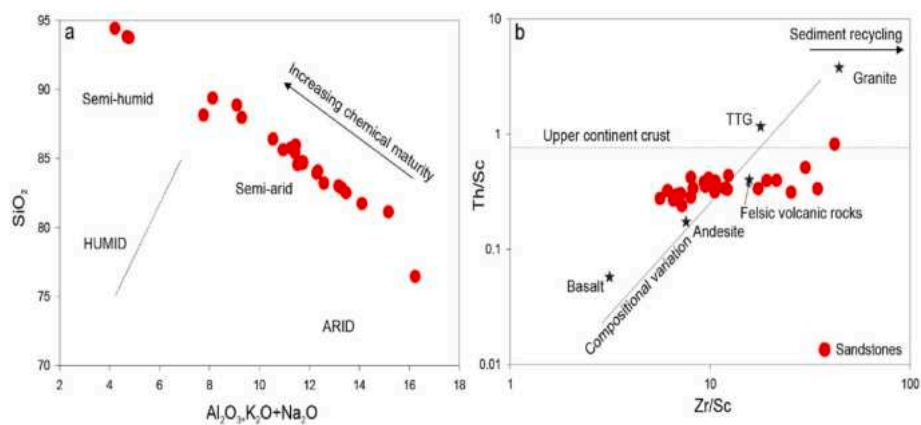 a
95
90
85
80
75
70
SiO₂
Semi-humid
Increasing chemical maturity
Semi-arid
HUMID
ARID
2
4
6
8
10
12
14
16
18
Al₂O₃,K₂O+Na₂O
b
10
1
0.1
0.01
Th/Sc
Sediment recycling
Granite
TTG
Upper continent crust
Felsic volcanic rocks
Andesite
Basalt
Compositional variation
Sandstones
1
10
100
Zr/Sc